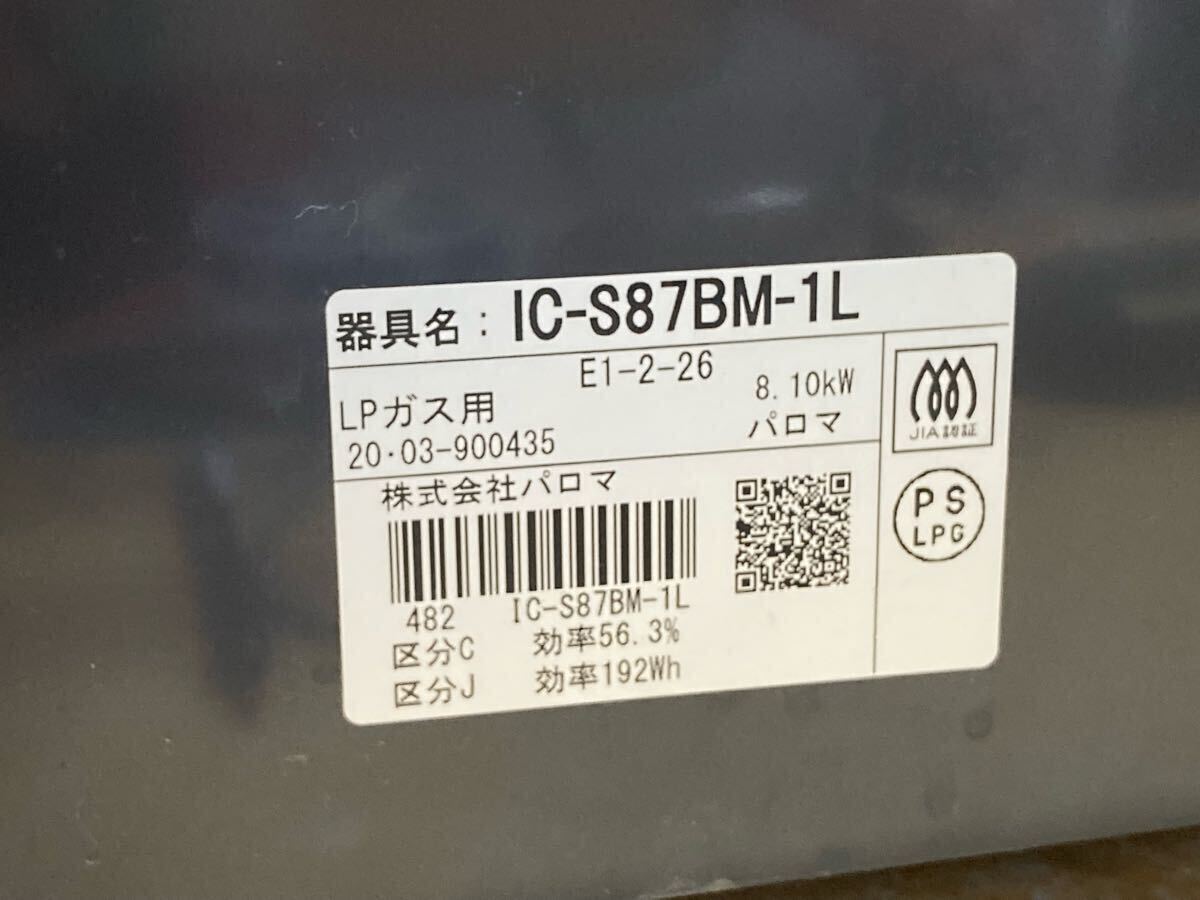 器具名: IC-S87BM-1L
E1-2-26
LPガス用
8.10kW
20・03-900435
パロマ
株式会社パロマ
482 IC-S87BM-1L
区分C 効率56.3%
区分J 効率192Wh
JIA認証
PS
LPG